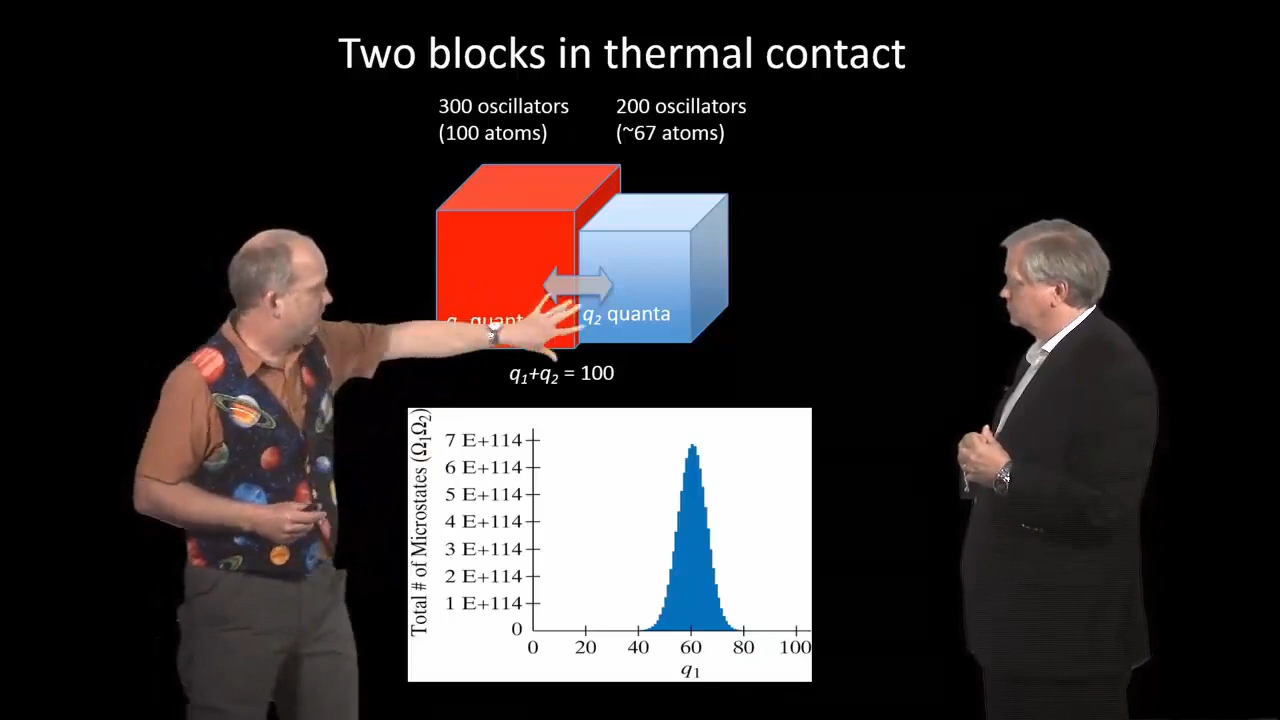 Two blocks in thermal contact
300 oscillators
(100 atoms)
200 oscillators
(~67 atoms)
q₂ quanta
q₁+q₂ = 100
Total # of Microstates (Ω₁Ω₂)
7 E+114
6 E+114
5 E+114
4 E+114
3 E+114
2 E+114
1 E+114
0
0 20 40 60 80 100
q₁